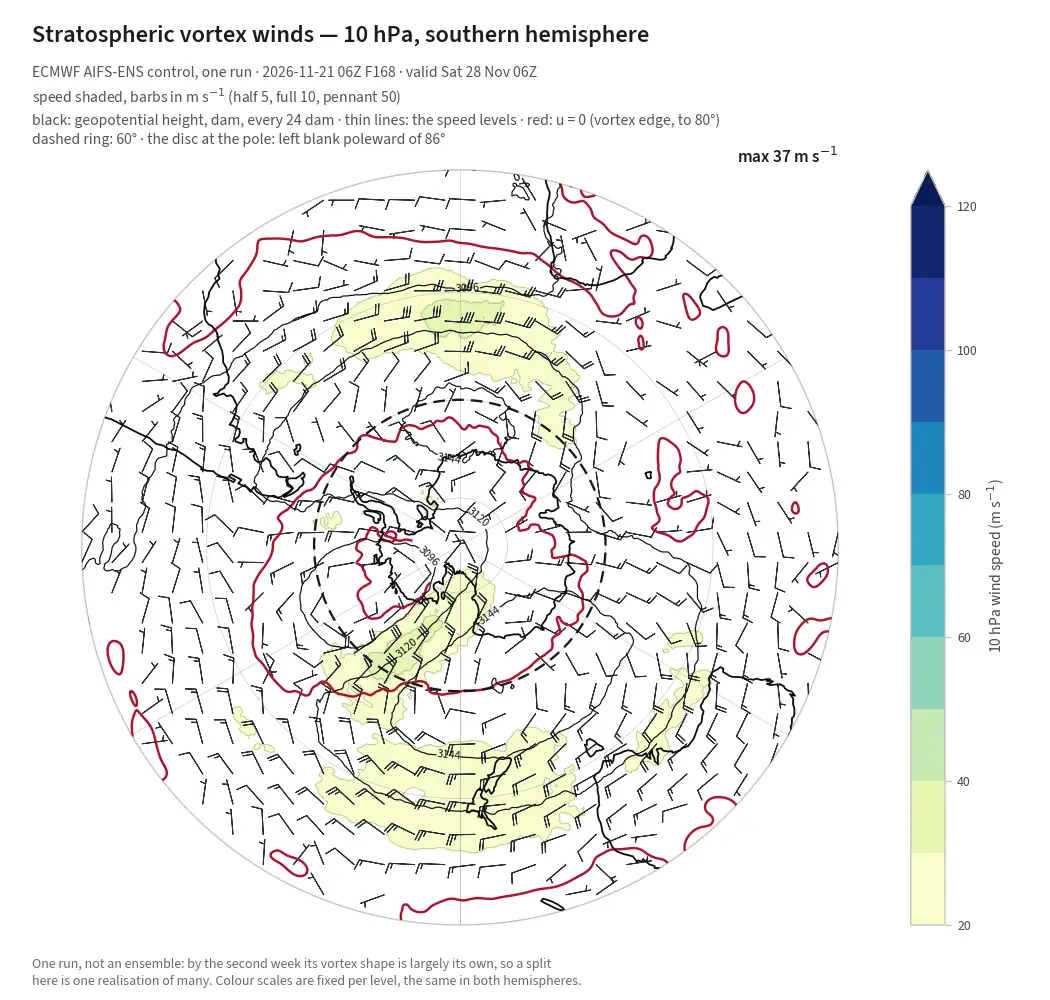 Stratospheric vortex winds — 10 hPa, southern hemisphere
ECMWF AIFS-ENS control, one run · 2026-11-21 06Z F168 · valid Sat 28 Nov 06Z
speed shaded, barbs in m s⁻¹ (half 5, full 10, pennant 50)
black: geopotential height, dam, every 24 dam · thin lines: the speed levels · red: u = 0 (vortex edge, to 80°)
dashed ring: 60° · the disc at the pole: left blank poleward of 86°
max 37 m s⁻¹
120
100
80
60
40
20
10 hPa wind speed (m s⁻¹)
3096
3144
3120
3096
3144
3120
3144
One run, not an ensemble: by the second week its vortex shape is largely its own, so a split
here is one realisation of many. Colour scales are fixed per level, the same in both hemispheres.